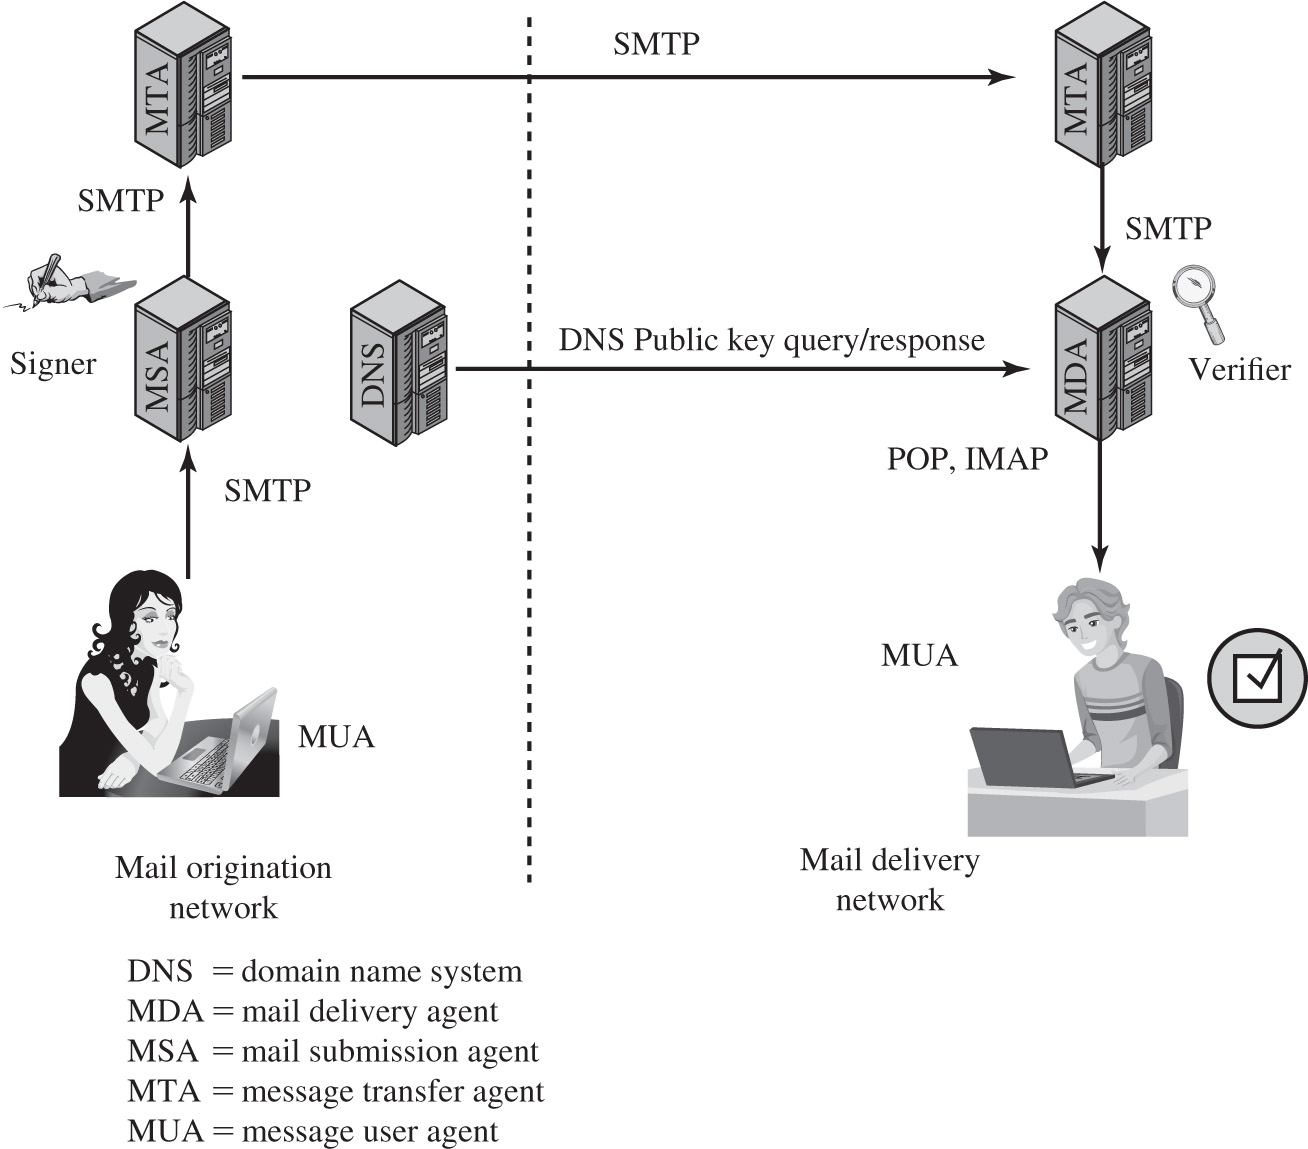 SMTP
MTA
MTA
SMTP
SMTP
Signer
MSA
DNS
DNS Public key query/response
MDA
Verifier
POP, IMAP
SMTP
MUA
MUA
Mail origination
network
Mail delivery
network
DNS = domain name system
MDA = mail delivery agent
MSA = mail submission agent
MTA = message transfer agent
MUA = message user agent